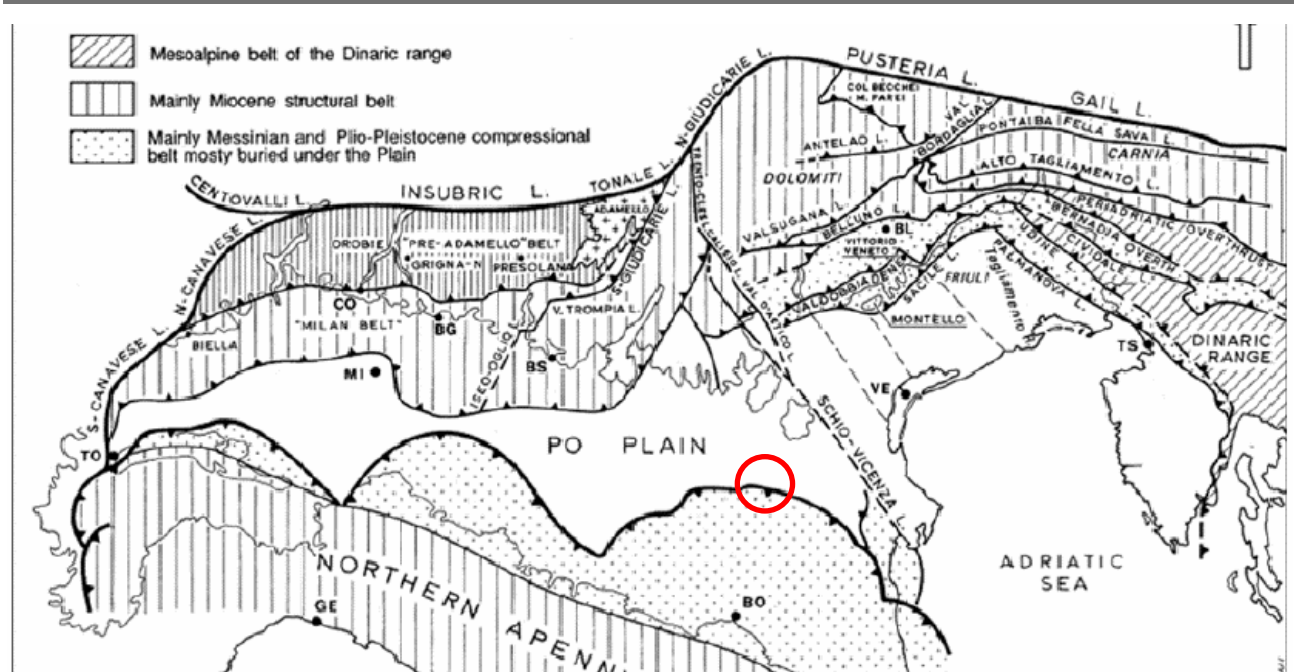 Mesoalpine belt of the Dinaric range
Mainly Miocene structural belt
Mainly Messinian and Plio-Pleistocene compressional
belt mosty buried under the Plain
PUSTERIA L.
GAIL L.
COL BECCHEI
M. PAREI
VAL
BORDAGLIA L.
PONTALBA FELLA SAVA L.
ANTELAO L.
CARNIA
DOLOMITI
ALTO TAGLIAMENTO L.
PERIADRIATIC OVERTHRUST
BERNADIA OVERTH
CIVIDALE L.
UDINE L.
PALMANOVA L.
VALSUGANA L.
BELLUNO L.
BL
VITTORIO
VENETO
FRIULI
Tagliamento
SACILE L.
MONTELLO
N-GIUDICARIE L.
TONALE L.
INSUBRIC L.
CENTOVALLI L.
N-CANAVESE L.
S-CANAVESE L.
ADAMELLO
S-GIUDICARIE L.
OROBIE
"PRE-ADAMELLO" BELT
GRIGNA-N
PRESOLANA
CO
BG
V. TROMPIA L.
"MILAN BELT"
BIELLA
ISEO-OGLIO L.
BS
MI
TS
DINARIC
RANGE
VE
SCHIO-VICENZA L.
PO PLAIN
TO
ADRIATIC
SEA
NORTHERN APENN
GE
BO